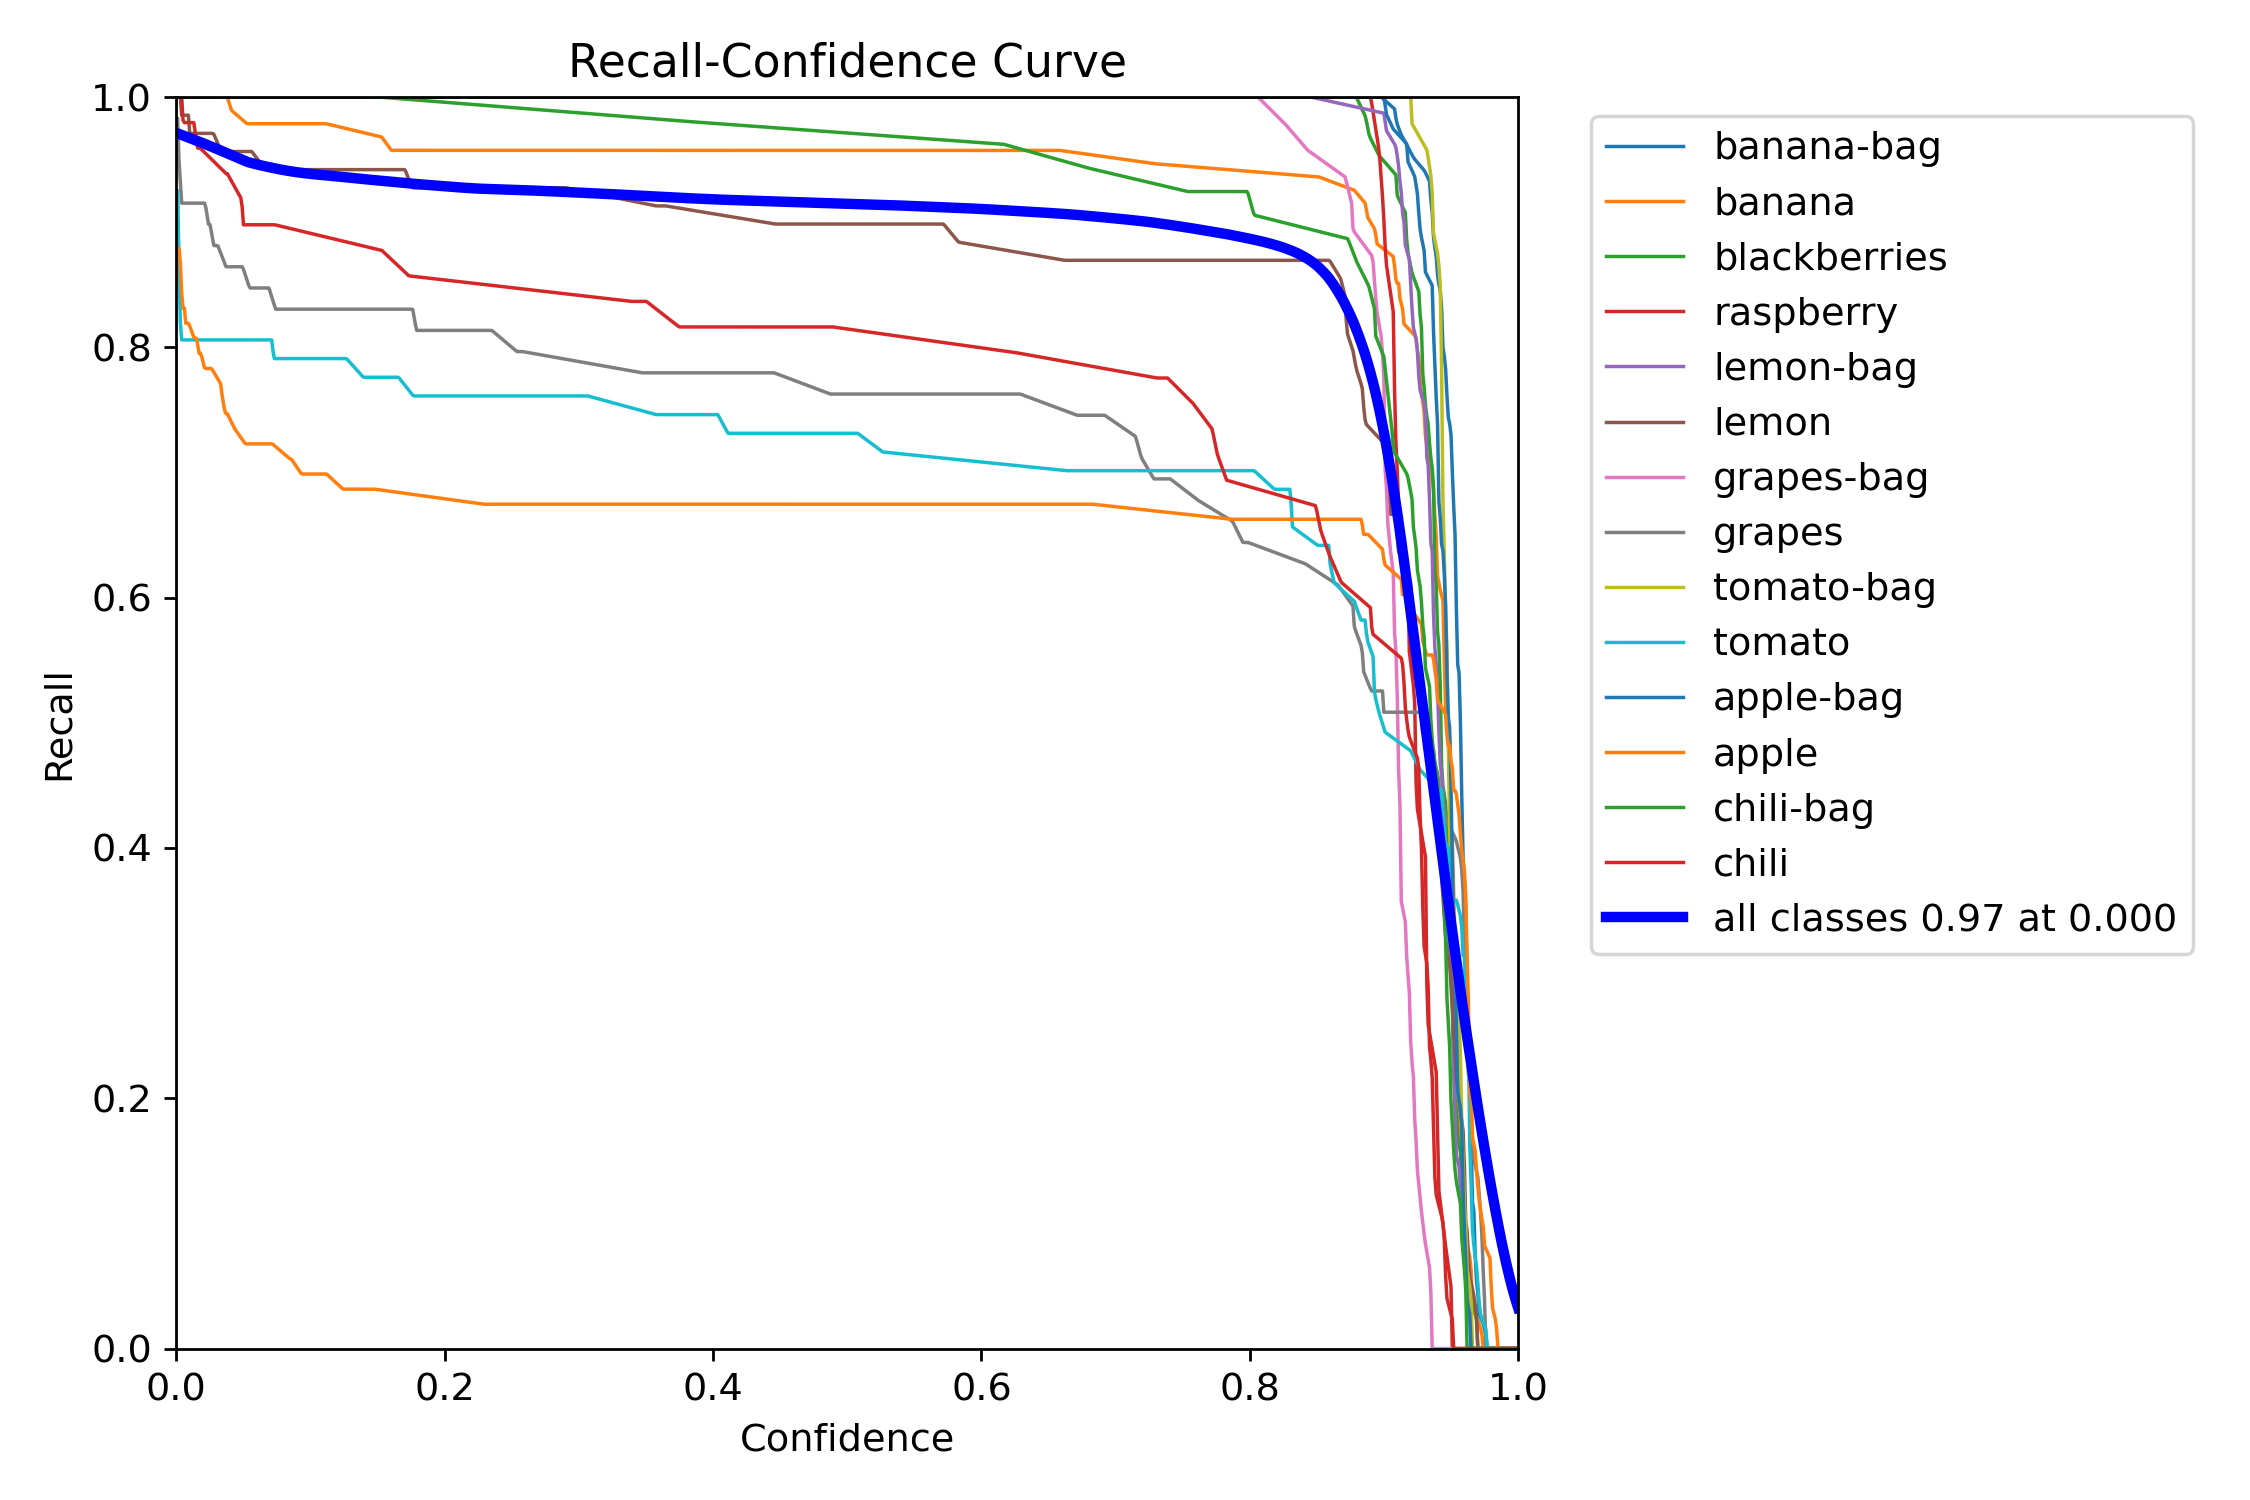 Recall-Confidence Curve
1.0
0.8
0.6
0.4
0.2
0.0
Recall
0.0 0.2 0.4 0.6 0.8 1.0
Confidence
banana-bag
banana
blackberries
raspberry
lemon-bag
lemon
grapes-bag
grapes
tomato-bag
tomato
apple-bag
apple
chili-bag
chili
all classes 0.97 at 0.000